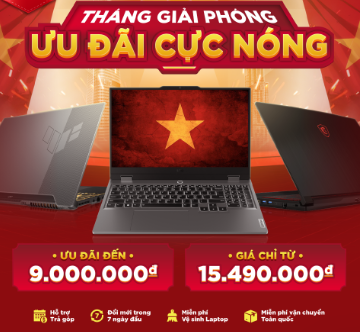 THÁNG GIẢI PHÓNG
ƯU ĐÃI CỰC NÓNG
• ƯU ĐÃI ĐẾN •
9.000.000đ
• GIÁ CHỈ TỪ •
15.490.000đ
Hỗ trợ
Trả góp
Đổi mới trong
7 ngày đầu
Miễn phí
Vệ sinh Laptop
Miễn phí vận chuyển
Toàn quốc